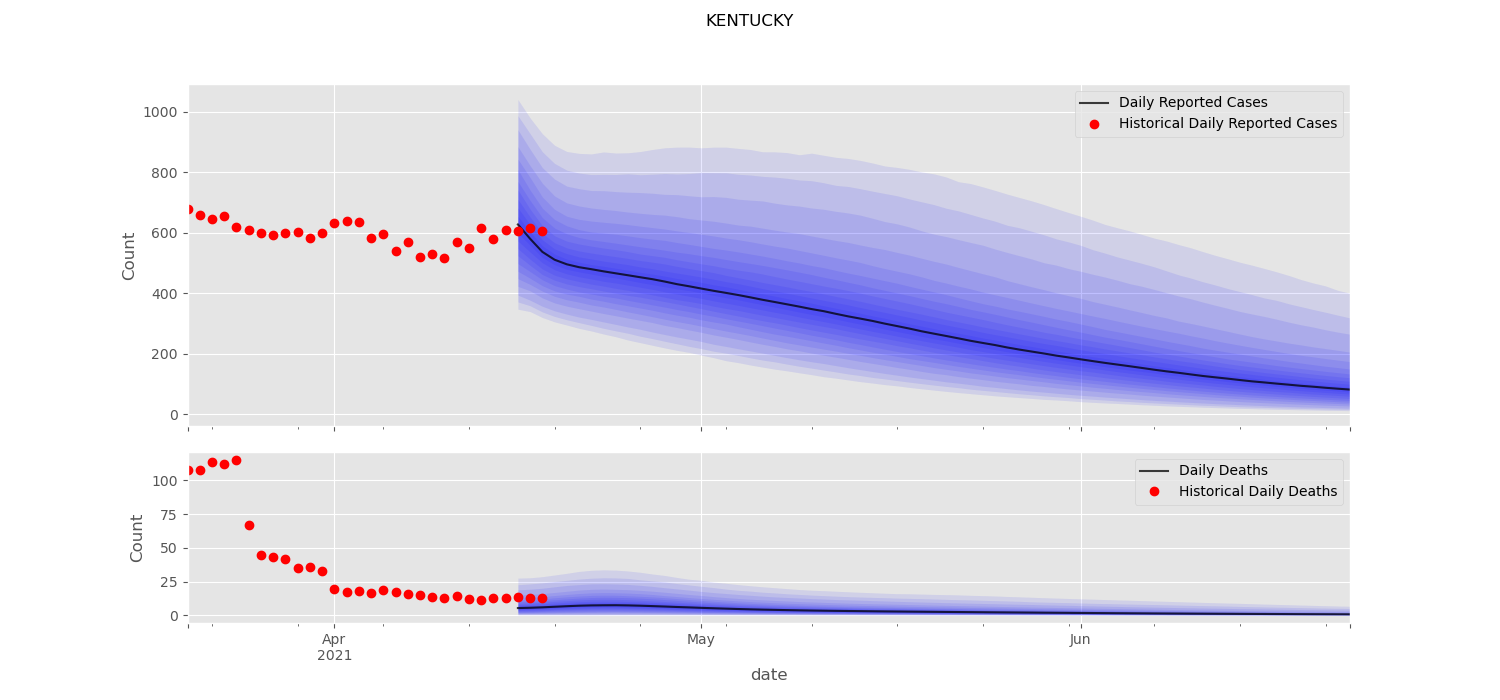 KENTUCKY
1000
800
600
400
200
0
Count
Daily Reported Cases
Historical Daily Reported Cases
100
75
50
25
0
Count
Daily Deaths
Historical Daily Deaths
Apr
2021
May
Jun
date